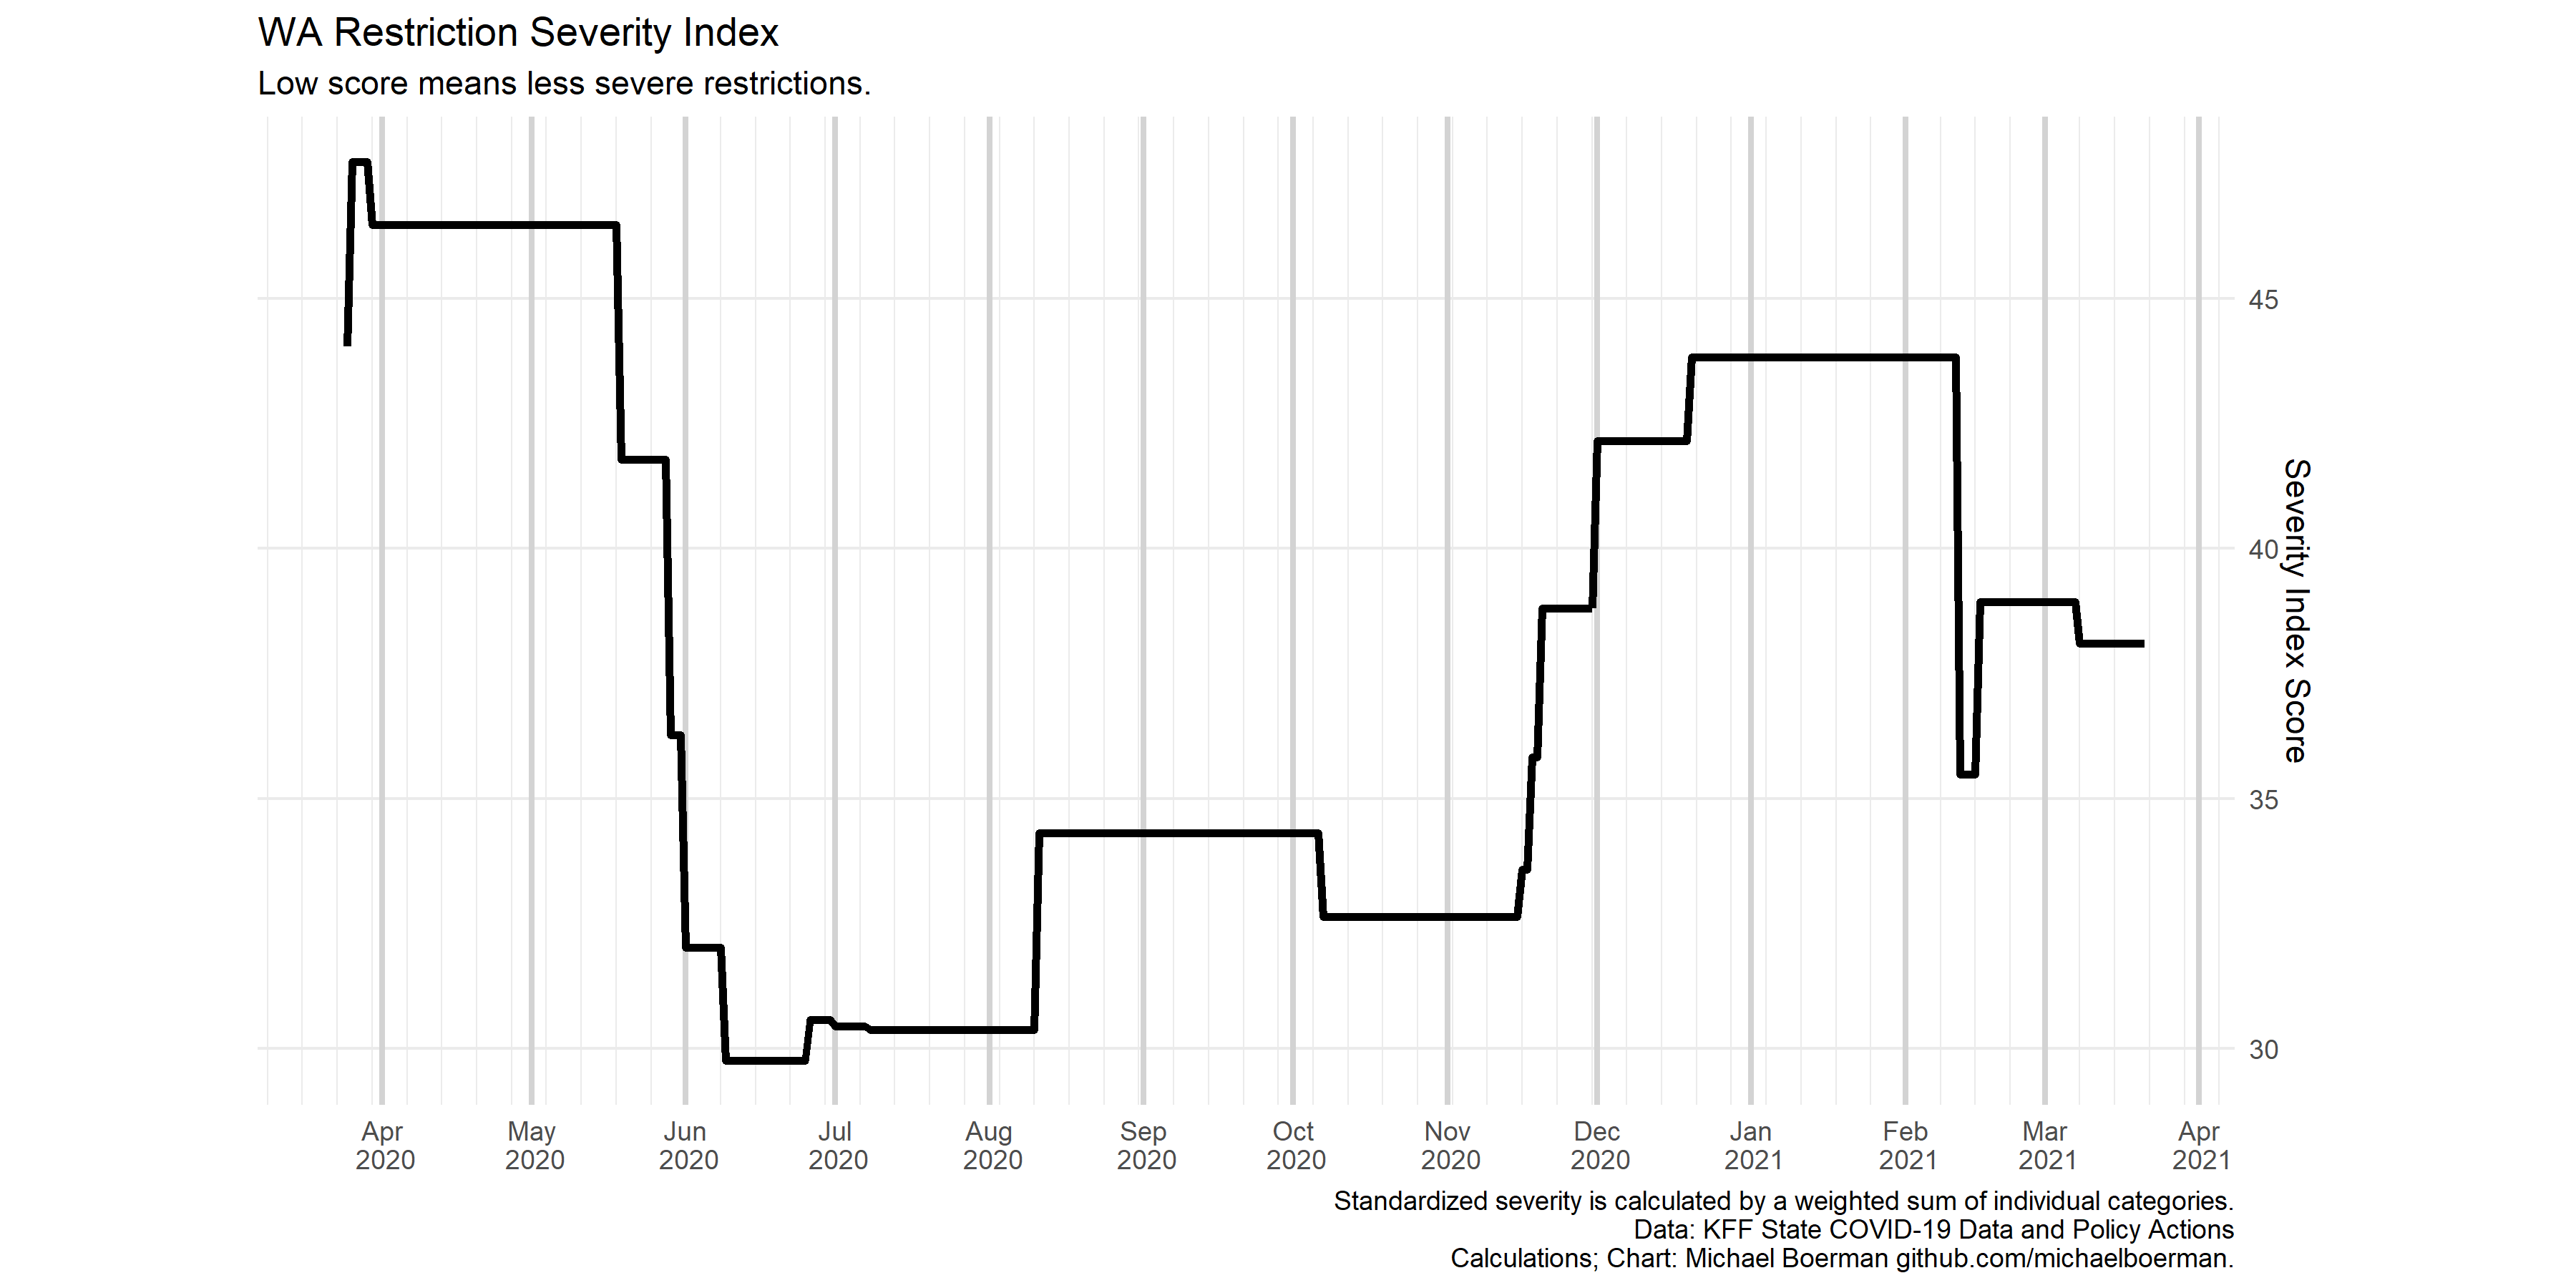 WA Restriction Severity Index
Low score means less severe restrictions.
45
40
35
30
Severity Index Score
Apr May Jun Jul Aug Sep Oct Nov Dec Jan Feb Mar Apr
2020 2020 2020 2020 2020 2020 2020 2020 2020 2021 2021 2021 2021
Standardized severity is calculated by a weighted sum of individual categories.
Data: KFF State COVID-19 Data and Policy Actions
Calculations; Chart: Michael Boerman github.com/michaelboerman.